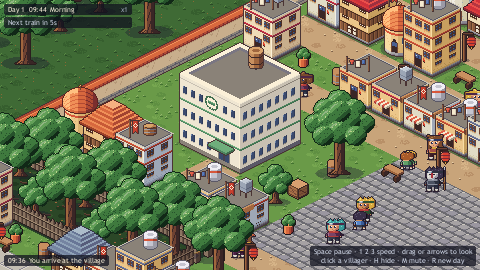 Day 1 09:44 Morning x1
Next train in 5s
09:36 You arrive at the village
Space pause · 1 2 3 speed · drag or arrows to look
click a villager · H hide · M mute · R new day